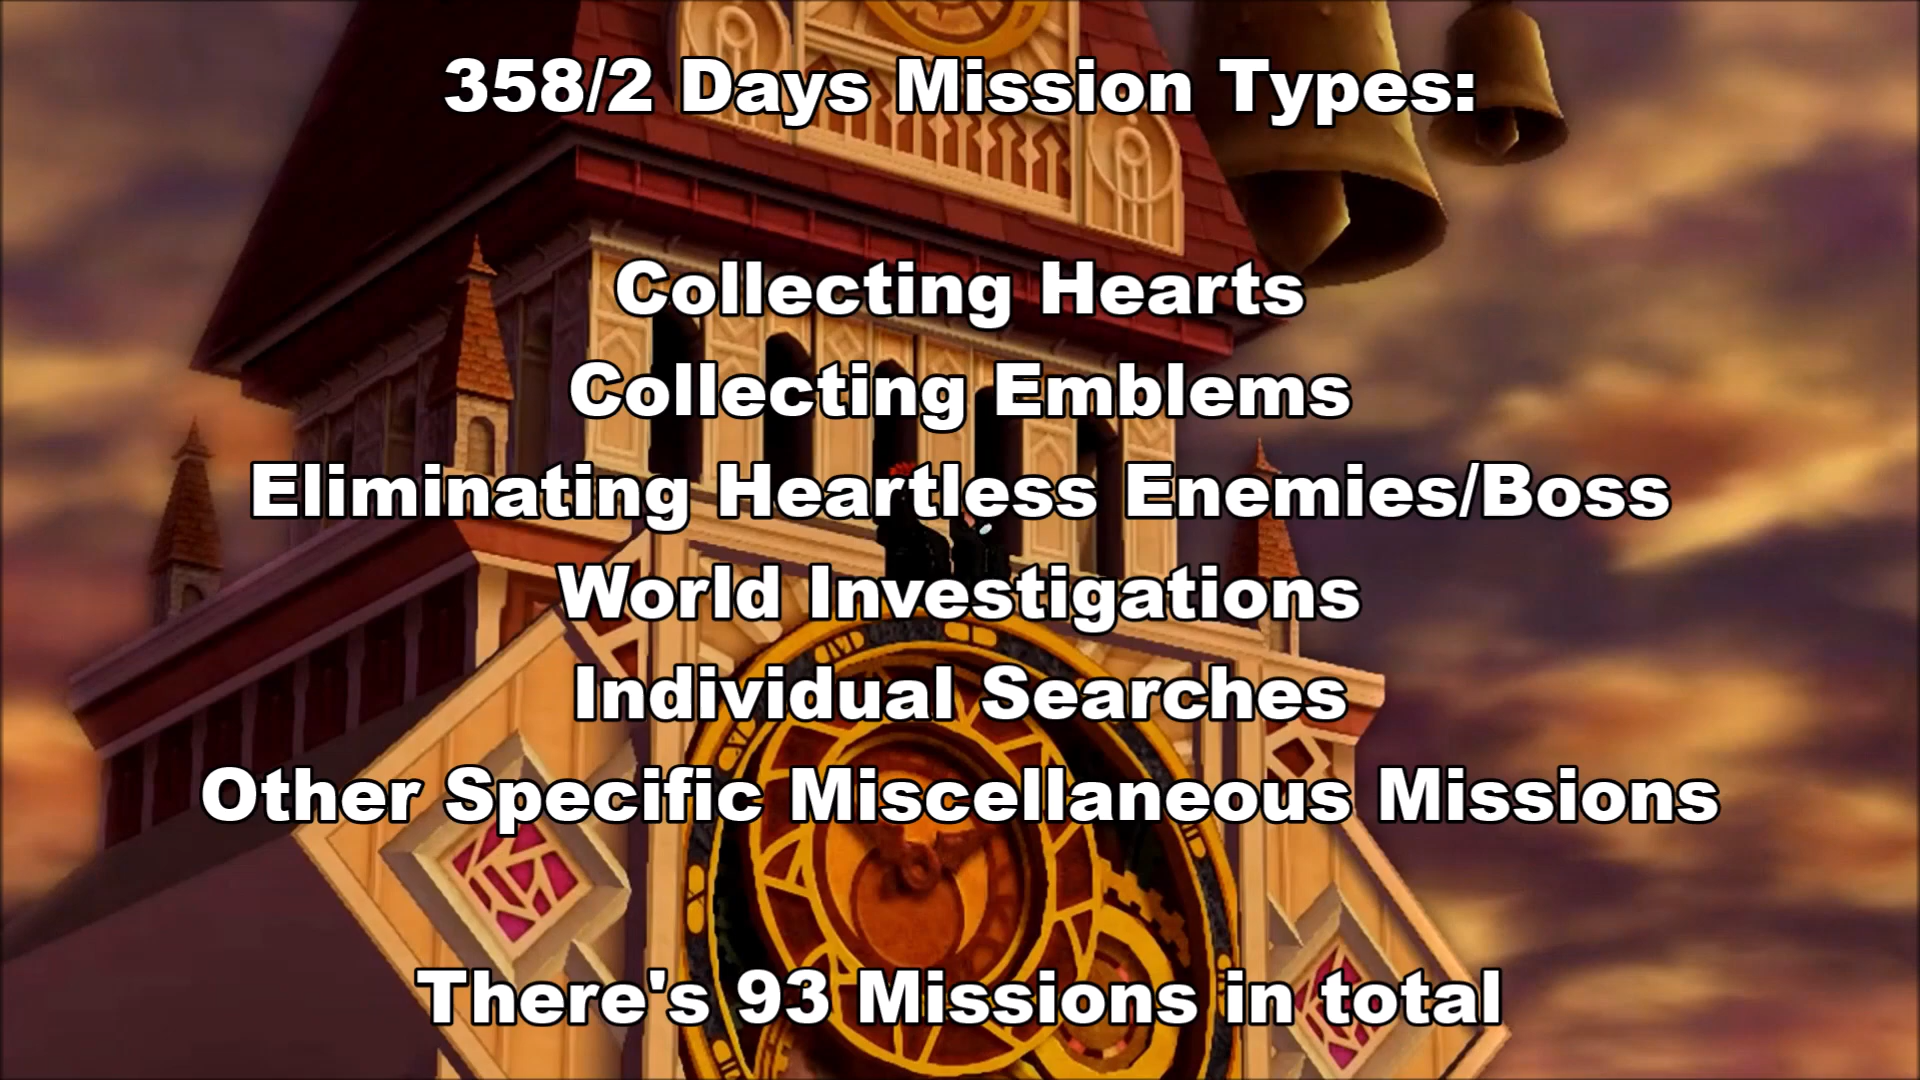 358/2 Days Mission Types:
Collecting Hearts
Collecting Emblems
Eliminating Heartless Enemies/Boss
World Investigations
Individual Searches
Other Specific Miscellaneous Missions
There's 93 Missions in total